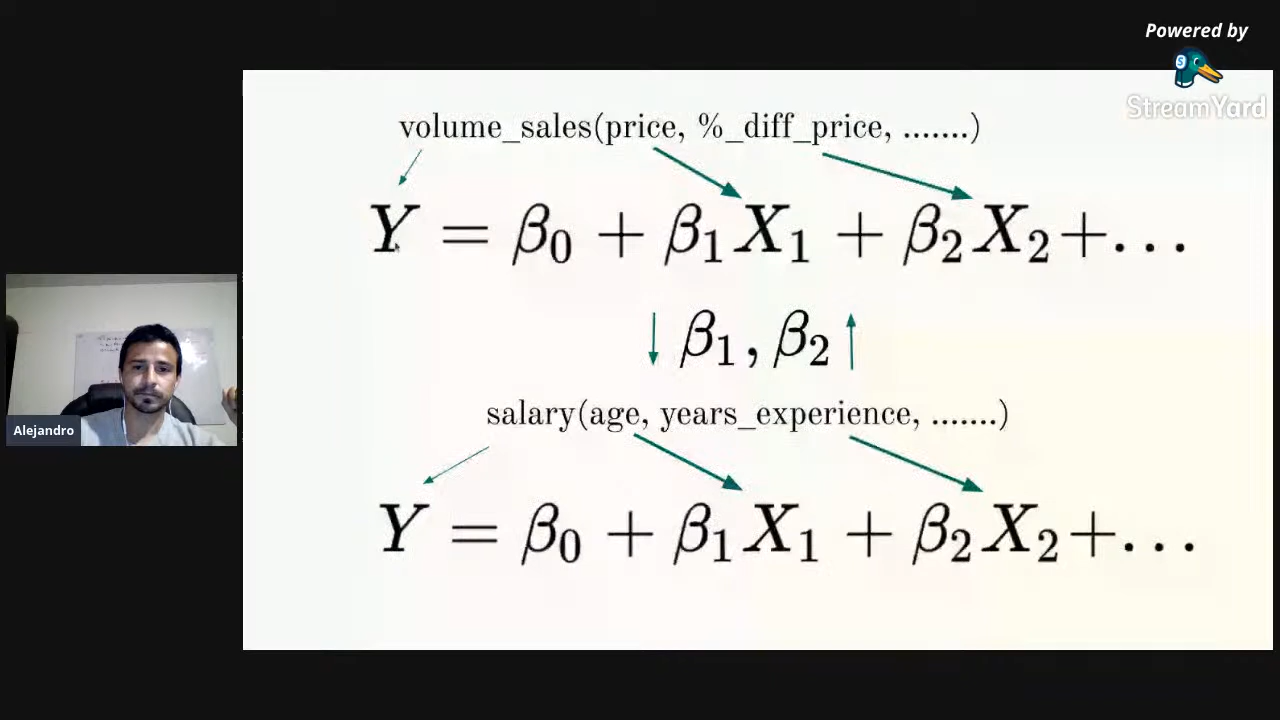 Powered by
StreamYard
volume_sales(price, %_diff_price, .......)
Y = β₀ + β₁X₁ + β₂X₂+...
↓ β₁, β₂ ↑
salary(age, years_experience, .......)
Y = β₀ + β₁X₁ + β₂X₂+...
Alejandro